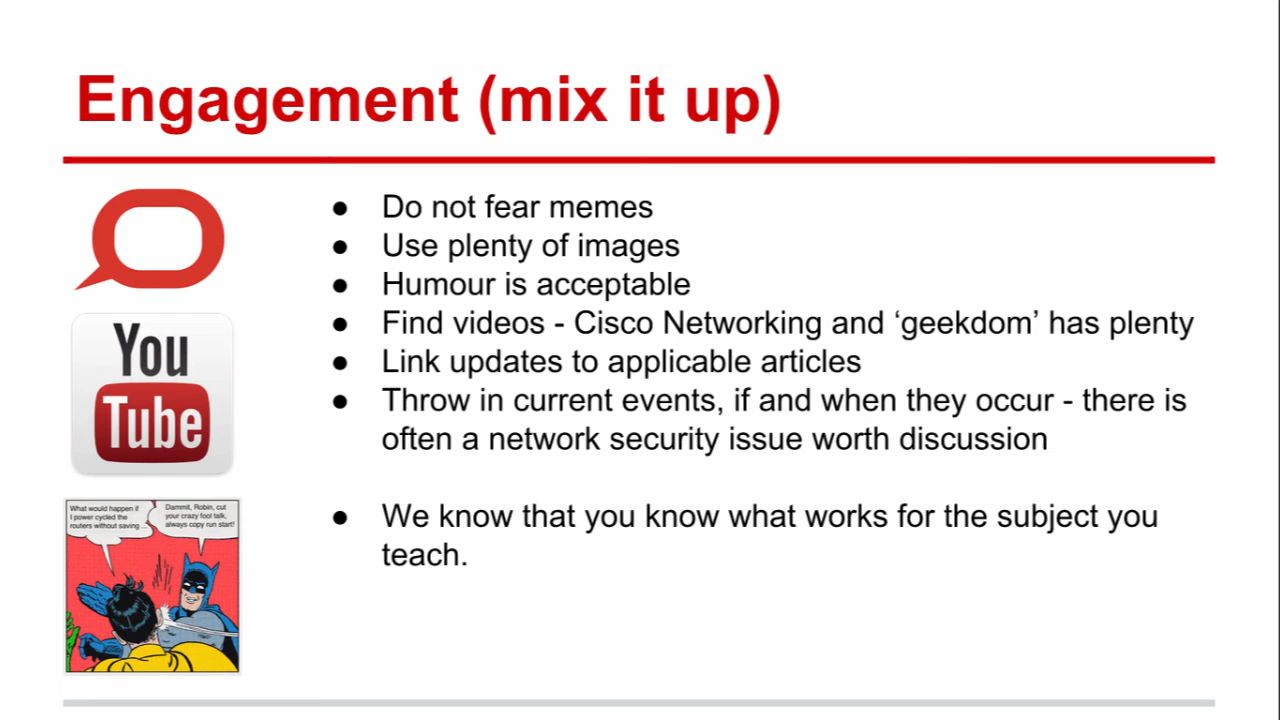 Engagement (mix it up)
● Do not fear memes
● Use plenty of images
● Humour is acceptable
● Find videos - Cisco Networking and ‘geekdom’ has plenty
● Link updates to applicable articles
● Throw in current events, if and when they occur - there is
often a network security issue worth discussion
● We know that you know what works for the subject you
teach.
You
Tube
What would happen if
I power cycled the
routers without saving...
Dammit, Robin, cut
your crazy fool talk,
always copy run start!